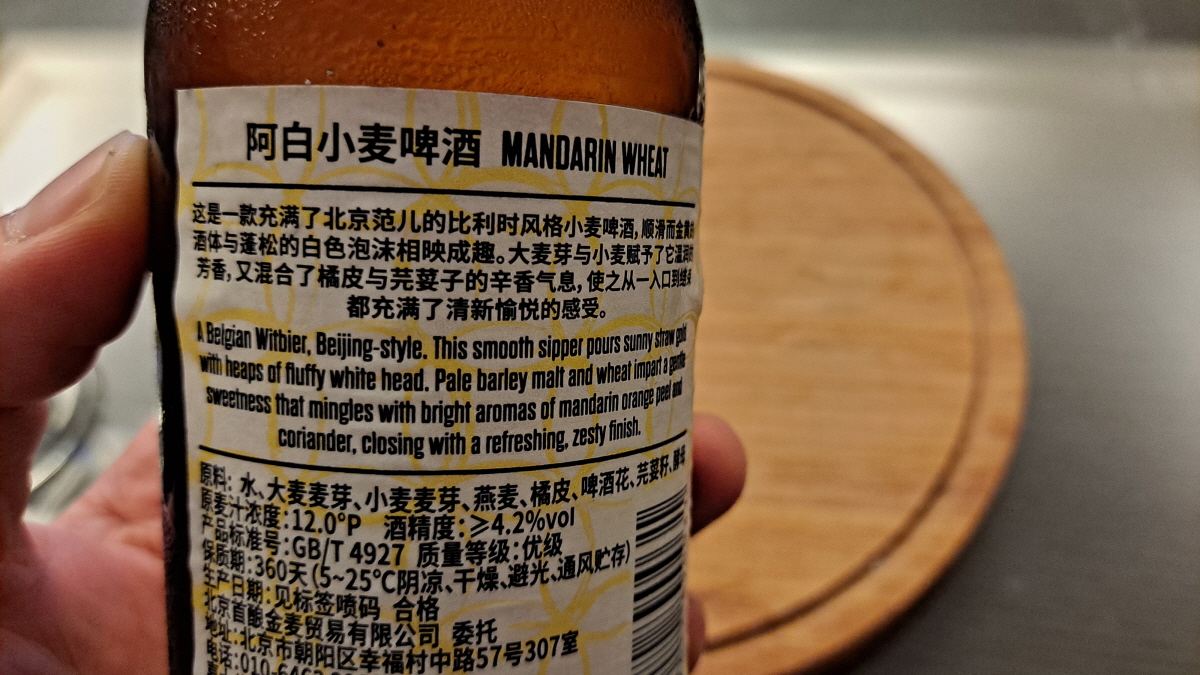 阿白小麦啤酒 MANDARIN WHEAT
这是一款充满了北京范儿的比利时风格小麦啤酒,顺滑而金黄的
酒体与蓬松的白色泡沫相映成趣。大麦芽与小麦赋予了它温润的
芳香,又混合了橘皮与芫荽子的辛香气息,使之从一入口到结束
都充满了清新愉悦的感受。
A Belgian Witbier, Beijing-style. This smooth sipper pours sunny straw gold
with heaps of fluffy white head. Pale barley malt and wheat impart a gentle
sweetness that mingles with bright aromas of mandarin orange peel and
coriander, closing with a refreshing, zesty finish.
原料:水、大麦麦芽、小麦麦芽、燕麦、橘皮、啤酒花、芫荽籽、酵母
原麦汁浓度:12.0°P 酒精度:≥4.2%vol
产品标准号:GB/T 4927 质量等级:优级
保质期:360天(5~25℃阴凉、干燥、避光、通风贮存)
生产日期:见标签喷码 合格
北京首酿金麦贸易有限公司 委托
地址:北京市朝阳区幸福村中路57号307室
电话:010-6462